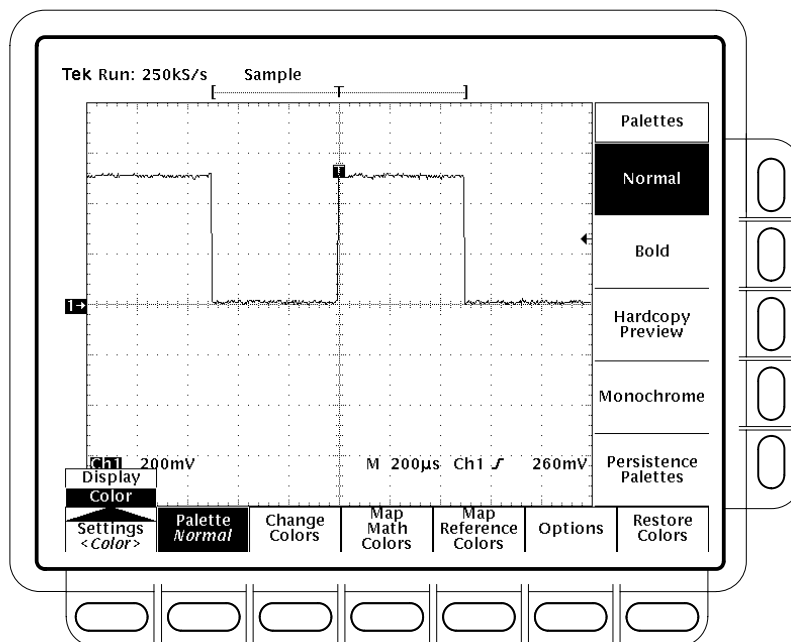 Tek Run: 250kS/s Sample
[ T ]
T
1→
Ch1 200mV M 200µs Ch1 260mV
Palettes
Normal
Bold
Hardcopy
Preview
Monochrome
Persistence
Palettes
Display
Color
Settings
<Color>
Palette
Normal
Change
Colors
Map
Math
Colors
Map
Reference
Colors
Options
Restore
Colors